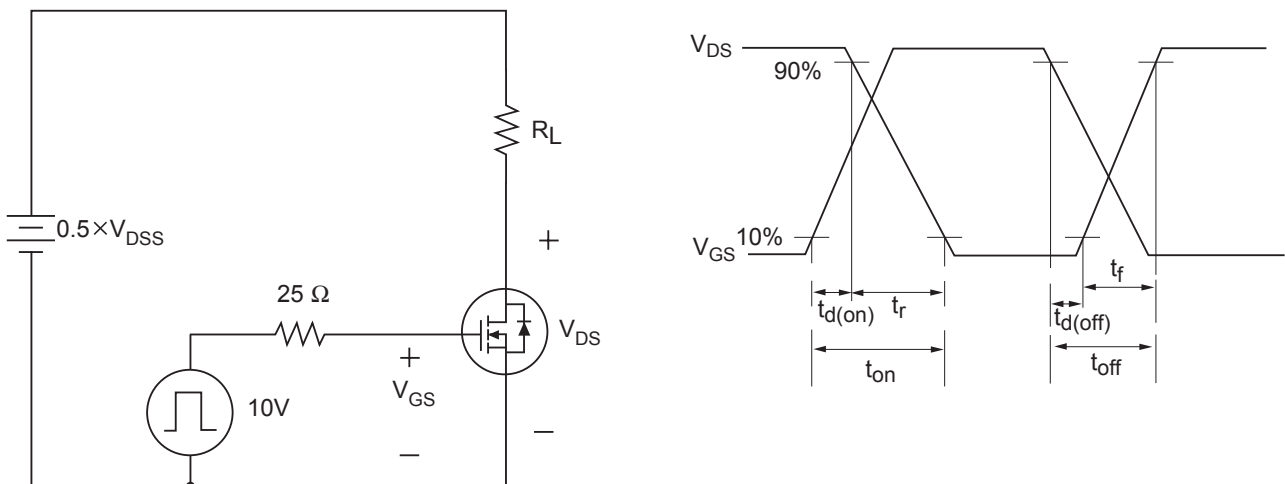 R_L
0.5×V_DSS
25 Ω
V_DS
V_GS
10V
V_DS
90%
V_GS 10%
t_d(on) t_r
t_on
t_f
t_d(off)
t_off